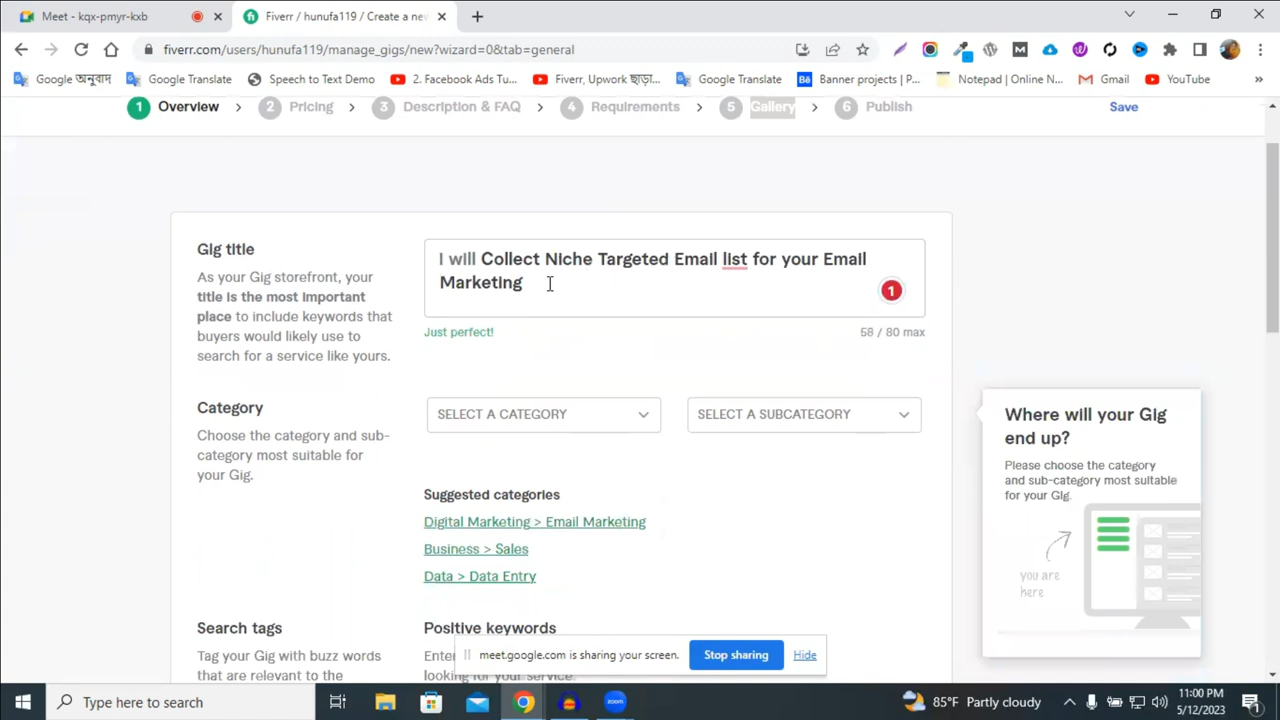 Meet - kqx-pmyr-kxb
Fiverr / hunufa119 / Create a new
fiverr.com/users/hunufa119/manage_gigs/new?wizard=0&tab=general
Google অনুবাদ
Google Translate
Speech to Text Demo
2. Facebook Ads Tu...
Fiverr, Upwork ছাড়া...
Google Translate
Banner projects | P...
Notepad | Online N...
Gmail
YouTube
»
1 Overview
2 Pricing
3 Description & FAQ
4 Requirements
5 Gallery
6 Publish
Save
Gig title
As your Gig storefront, your
title is the most important
place to include keywords that
buyers would likely use to
search for a service like yours.
I will Collect Niche Targeted Email list for your Email
Marketing
1
Just perfect!
58 / 80 max
Category
Choose the category and sub-
category most suitable for
your Gig.
SELECT A CATEGORY
SELECT A SUBCATEGORY
Suggested categories
Digital Marketing > Email Marketing
Business > Sales
Data > Data Entry
Where will your Gig
end up?
Please choose the category
and sub-category most suitable
for your Gig.
you are
here
Search tags
Tag your Gig with buzz words
that are relevant to the
Positive keywords
meet.google.com is sharing your screen.
Stop sharing
Hide
Type here to search
zoom
85°F Partly cloudy
11:00 PM
5/12/2023
1